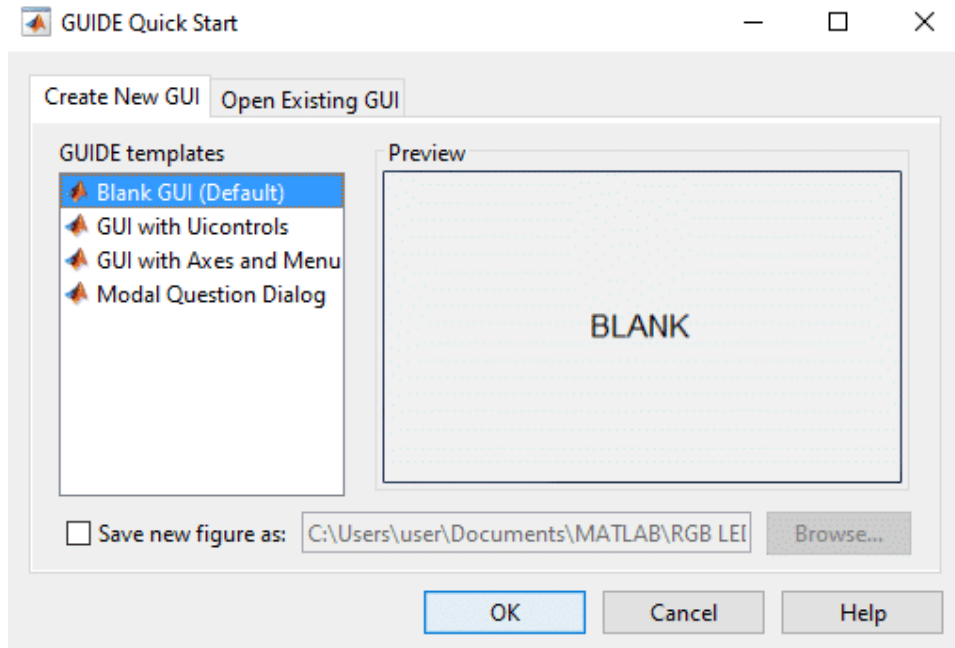 GUIDE Quick Start
Create New GUI
Open Existing GUI
GUIDE templates
Preview
Blank GUI (Default)
GUI with Uicontrols
GUI with Axes and Menu
Modal Question Dialog
BLANK
Save new figure as:
C:\Users\user\Documents\MATLAB\RGB LE
Browse...
OK
Cancel
Help